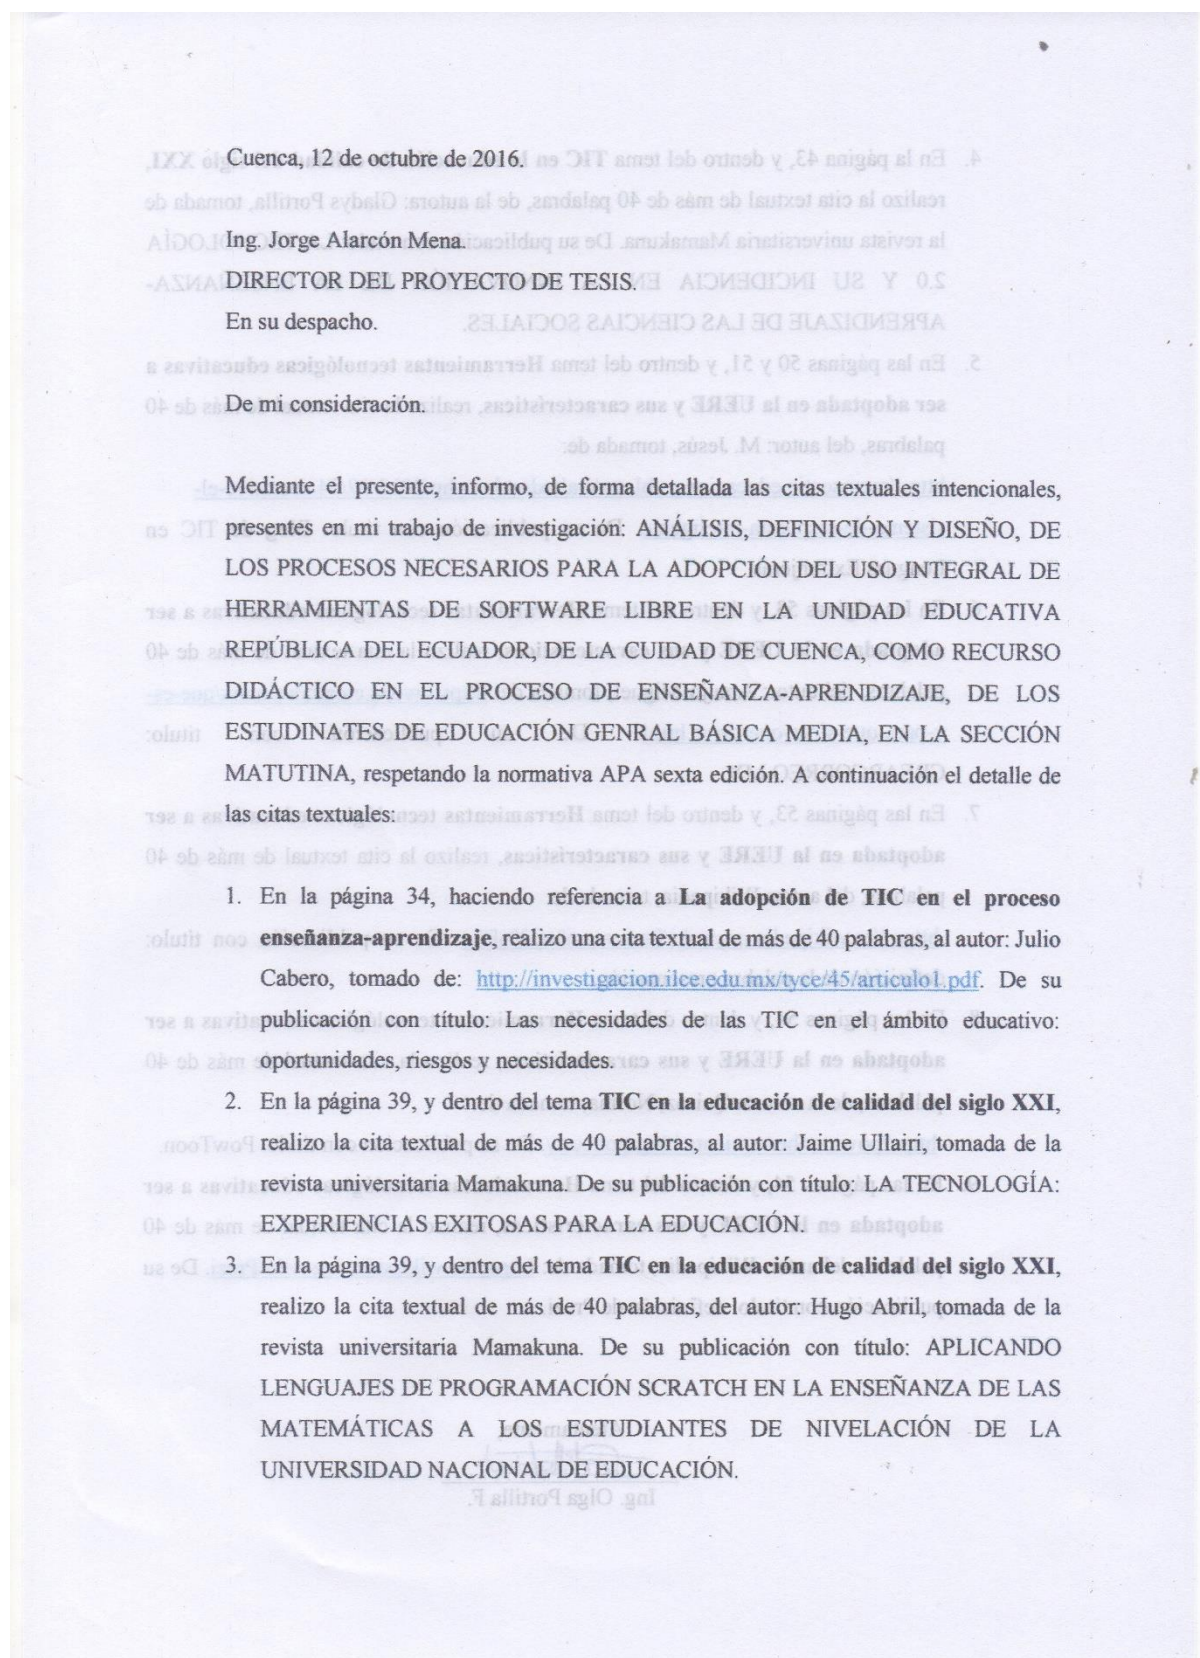 Cuenca, 12 de octubre de 2016.
Ing. Jorge Alarcón Mena.
DIRECTOR DEL PROYECTO DE TESIS.
En su despacho.
De mi consideración.
Mediante el presente, informo, de forma detallada las citas textuales intencionales,
presentes en mi trabajo de investigación: ANÁLISIS, DEFINICIÓN Y DISEÑO, DE
LOS PROCESOS NECESARIOS PARA LA ADOPCIÓN DEL USO INTEGRAL DE
HERRAMIENTAS DE SOFTWARE LIBRE EN LA UNIDAD EDUCATIVA
REPÚBLICA DEL ECUADOR, DE LA CUIDAD DE CUENCA, COMO RECURSO
DIDÁCTICO EN EL PROCESO DE ENSEÑANZA-APRENDIZAJE, DE LOS
ESTUDINATES DE EDUCACIÓN GENRAL BÁSICA MEDIA, EN LA SECCIÓN
MATUTINA, respetando la normativa APA sexta edición. A continuación el detalle de
las citas textuales:
1. En la página 34, haciendo referencia a La adopción de TIC en el proceso
enseñanza-aprendizaje, realizo una cita textual de más de 40 palabras, al autor: Julio
Cabero, tomado de: http://investigacion.ilce.edu.mx/tyce/45/articulo1.pdf. De su
publicación con título: Las necesidades de las TIC en el ámbito educativo:
oportunidades, riesgos y necesidades.
2. En la página 39, y dentro del tema TIC en la educación de calidad del siglo XXI,
realizo la cita textual de más de 40 palabras, al autor: Jaime Ullairi, tomada de la
revista universitaria Mamakuna. De su publicación con título: LA TECNOLOGÍA:
EXPERIENCIAS EXITOSAS PARA LA EDUCACIÓN.
3. En la página 39, y dentro del tema TIC en la educación de calidad del siglo XXI,
realizo la cita textual de más de 40 palabras, del autor: Hugo Abril, tomada de la
revista universitaria Mamakuna. De su publicación con título: APLICANDO
LENGUAJES DE PROGRAMACIÓN SCRATCH EN LA ENSEÑANZA DE LAS
MATEMÁTICAS A LOS ESTUDIANTES DE NIVELACIÓN DE LA
UNIVERSIDAD NACIONAL DE EDUCACIÓN.